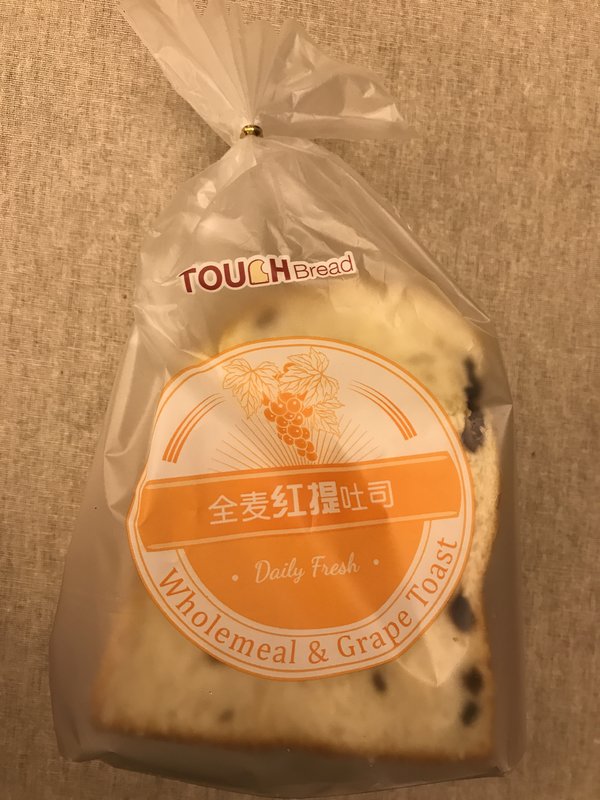 TOUCH Bread
全麦红提吐司
• Daily Fresh •
Wholemeal & Grape Toast